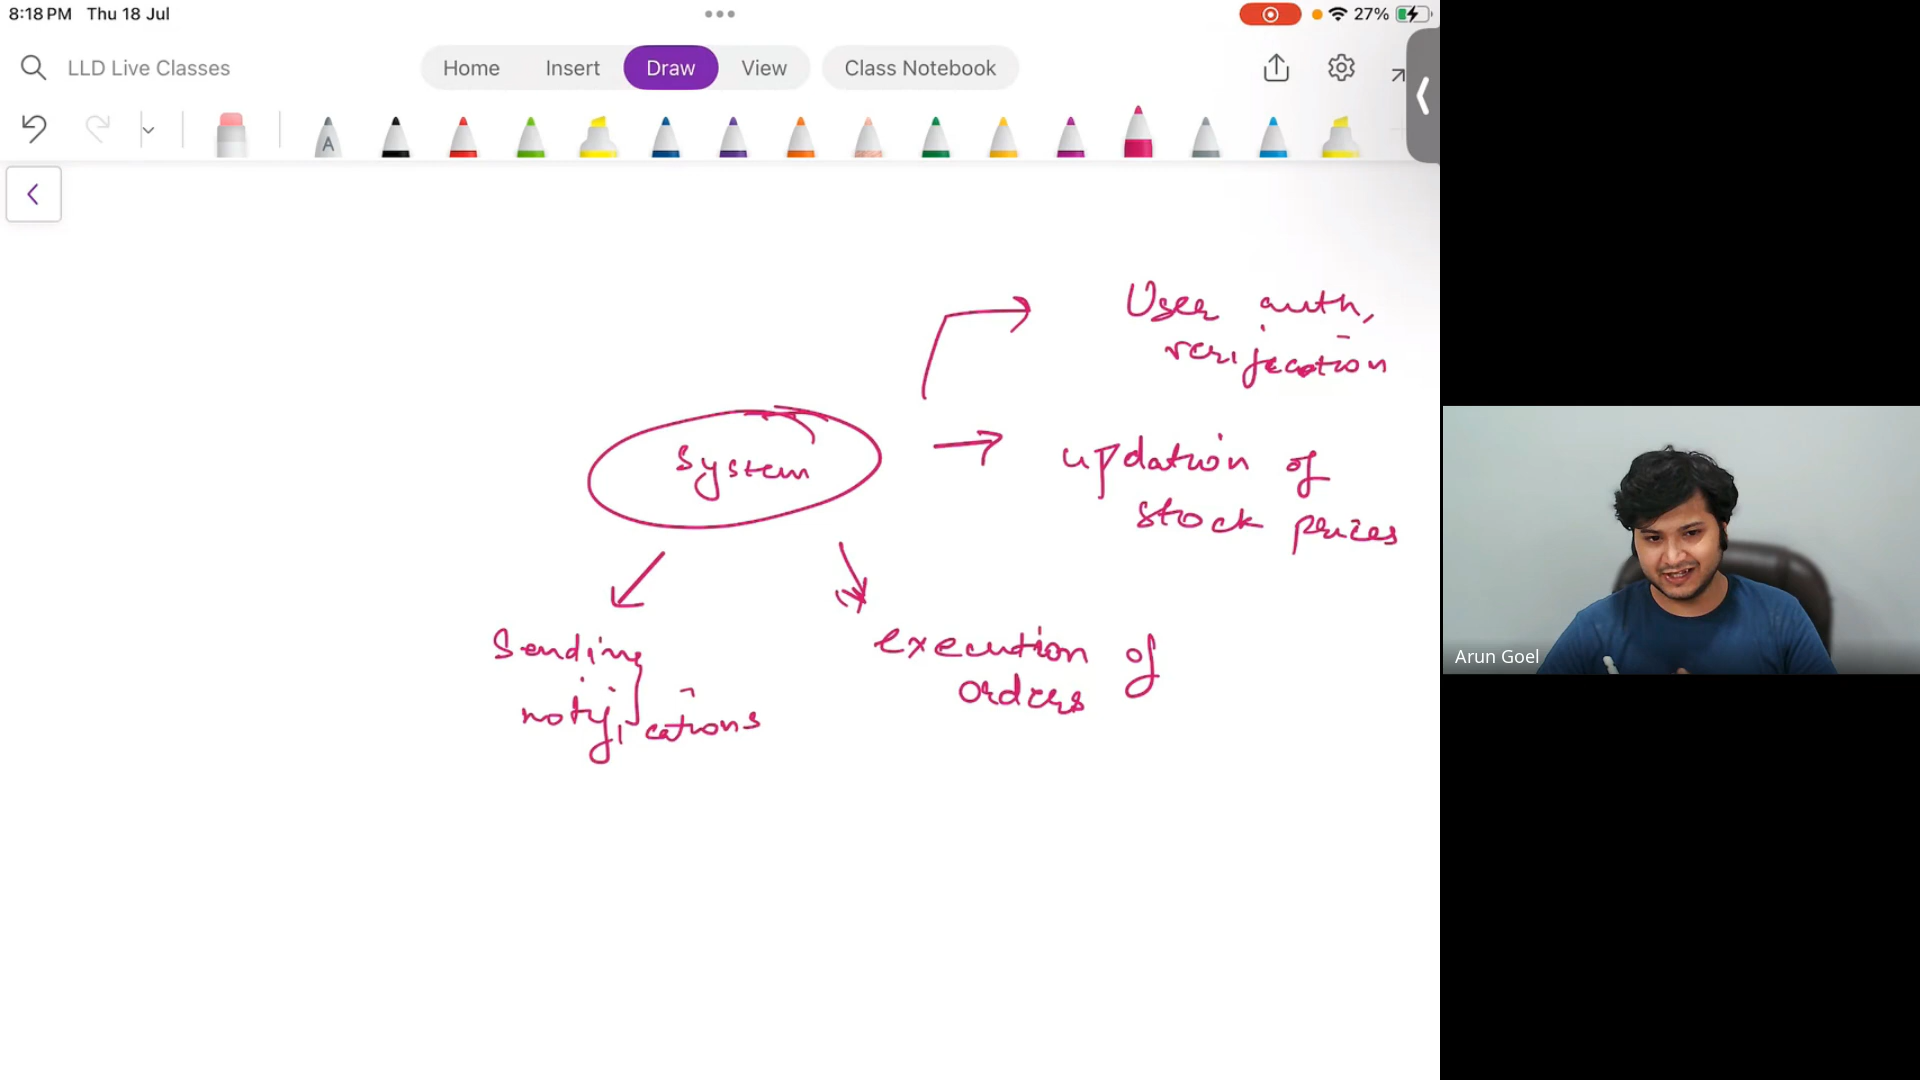 8:18 PM Thu 18 Jul
27%
LLD Live Classes
Home Insert Draw View Class Notebook
A
User auth,
verification
System
updation of
stock prices
Sending
notifications
execution of
orders
Arun Goel